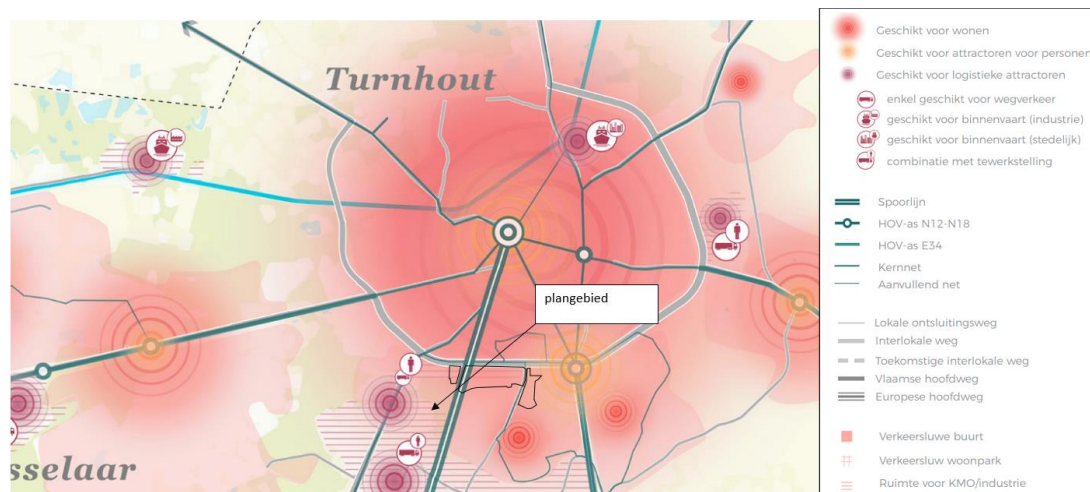 Turnhout
plangebied
sselaar
Geschikt voor wonen
Geschikt voor attractoren voor personen
Geschikt voor logistieke attractoren
enkel geschikt voor wegverkeer
geschikt voor binnenvaart (industrie)
geschikt voor binnenvaart (stedelijk)
combinatie met tewerkstelling
Spoorlijn
HOV-as N12-N18
HOV-as E34
Kernnet
Aanvullend net
Lokale ontsluitingsweg
Interlokale weg
Toekomstige interlokale weg
Vlaamse hoofdweg
Europese hoofdweg
Verkeersluwe buurt
Verkeersluw woonpark
Ruimte voor KMO/industrie